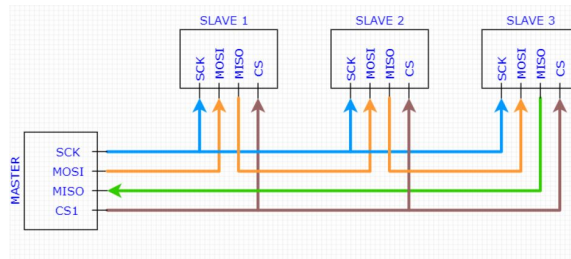 SLAVE 1
SLAVE 2
SLAVE 3
SCK MOSI MISO CS
SCK MOSI MISO CS
SCK MOSI MISO CS
MASTER
SCK
MOSI
MISO
CS1